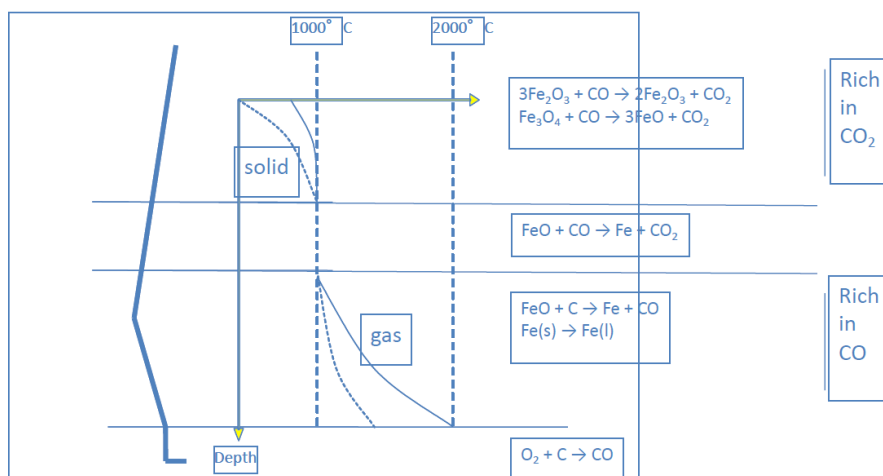 1000° C
2000° C
3Fe₂O₃ + CO → 2Fe₂O₃ + CO₂
Fe₃O₄ + CO → 3FeO + CO₂
Rich
in
CO₂
solid
FeO + CO → Fe + CO₂
FeO + C → Fe + CO
Fe(s) → Fe(l)
Rich
in
CO
gas
Depth
O₂ + C → CO